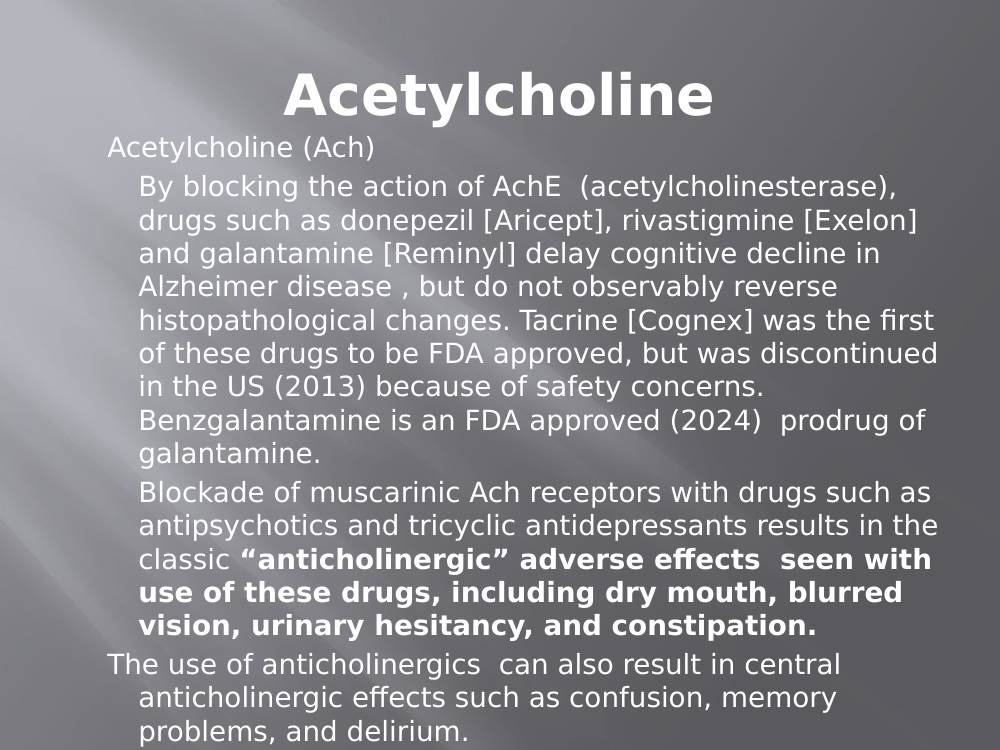 Acetylcholine
Acetylcholine (Ach)
By blocking the action of AchE  (acetylcholinesterase),
drugs such as donepezil [Aricept], rivastigmine [Exelon]
and galantamine [Reminyl] delay cognitive decline in
Alzheimer disease , but do not observably reverse
histopathological changes. Tacrine [Cognex] was the first
of these drugs to be FDA approved, but was discontinued
in the US (2013) because of safety concerns.
Benzgalantamine is an FDA approved (2024)  prodrug of
galantamine.
Blockade of muscarinic Ach receptors with drugs such as
antipsychotics and tricyclic antidepressants results in the
classic “anticholinergic” adverse effects  seen with
use of these drugs, including dry mouth, blurred
vision, urinary hesitancy, and constipation.
The use of anticholinergics  can also result in central
anticholinergic effects such as confusion, memory
problems, and delirium.